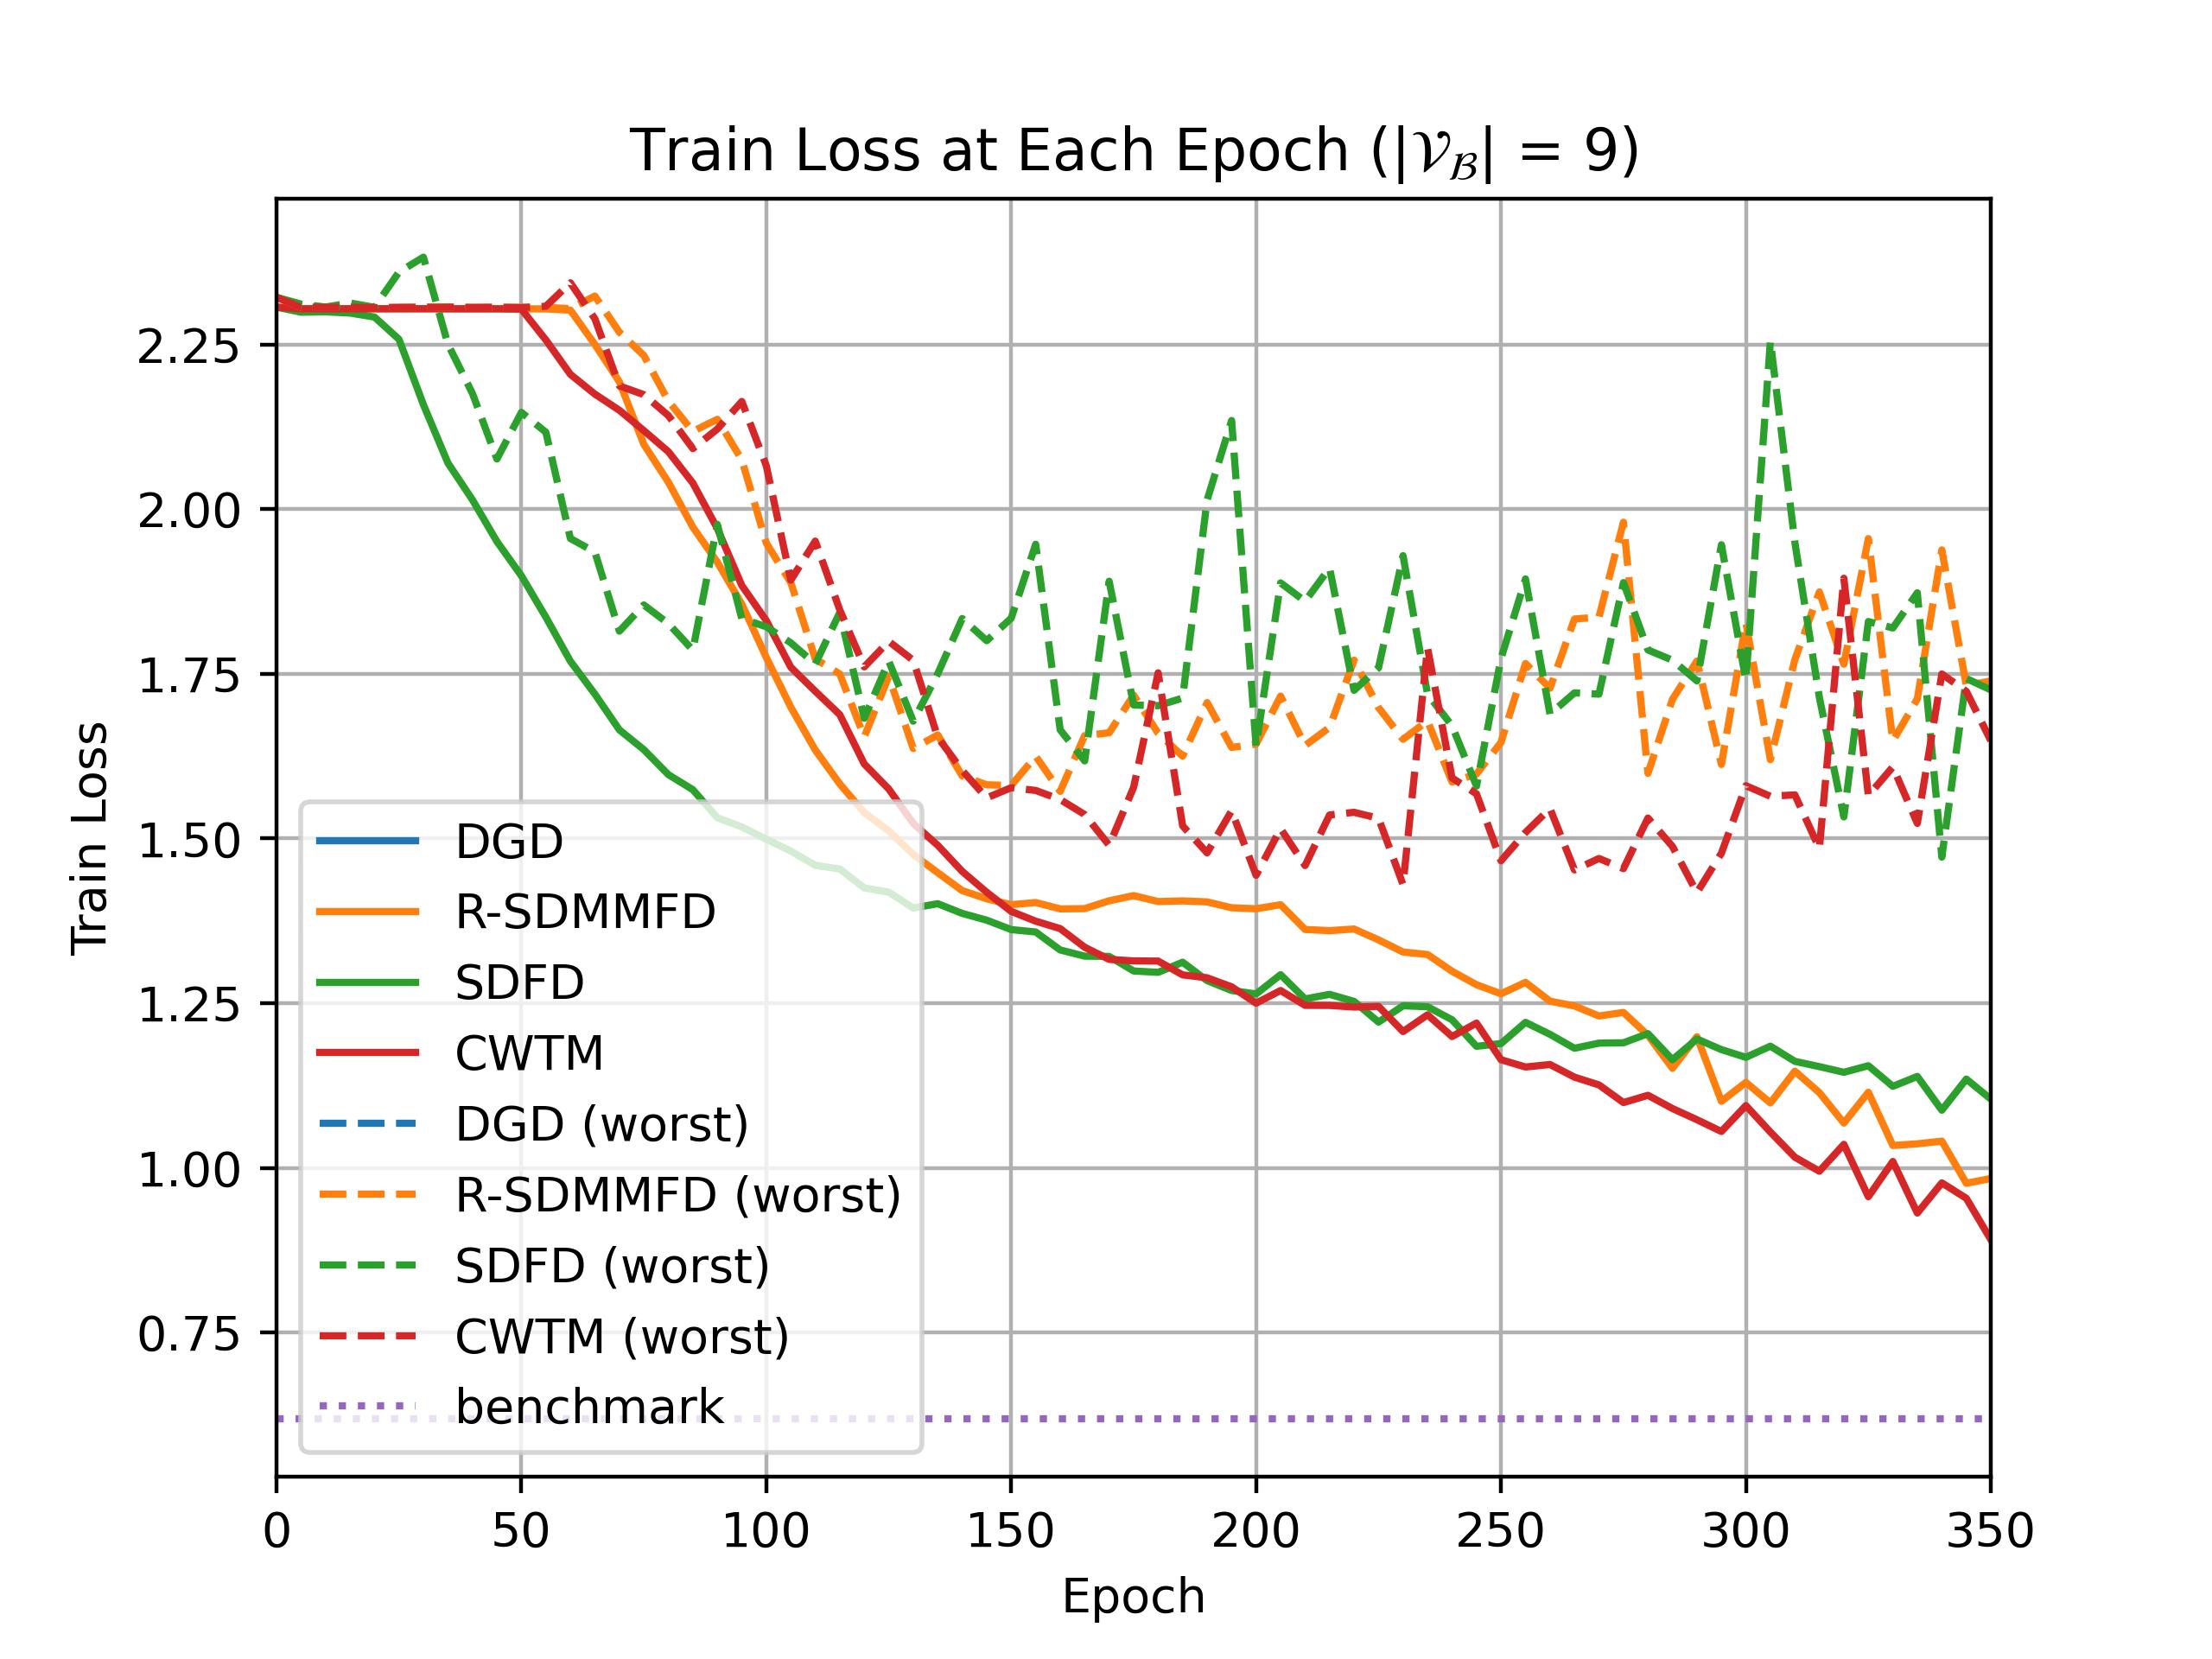 Train Loss at Each Epoch (|𝒱_ℬ| = 9)
Train Loss
2.25
2.00
1.75
1.50
1.25
1.00
0.75
DGD
R-SDMMFD
SDFD
CWTM
DGD (worst)
R-SDMMFD (worst)
SDFD (worst)
CWTM (worst)
benchmark
0 50 100 150 200 250 300 350
Epoch